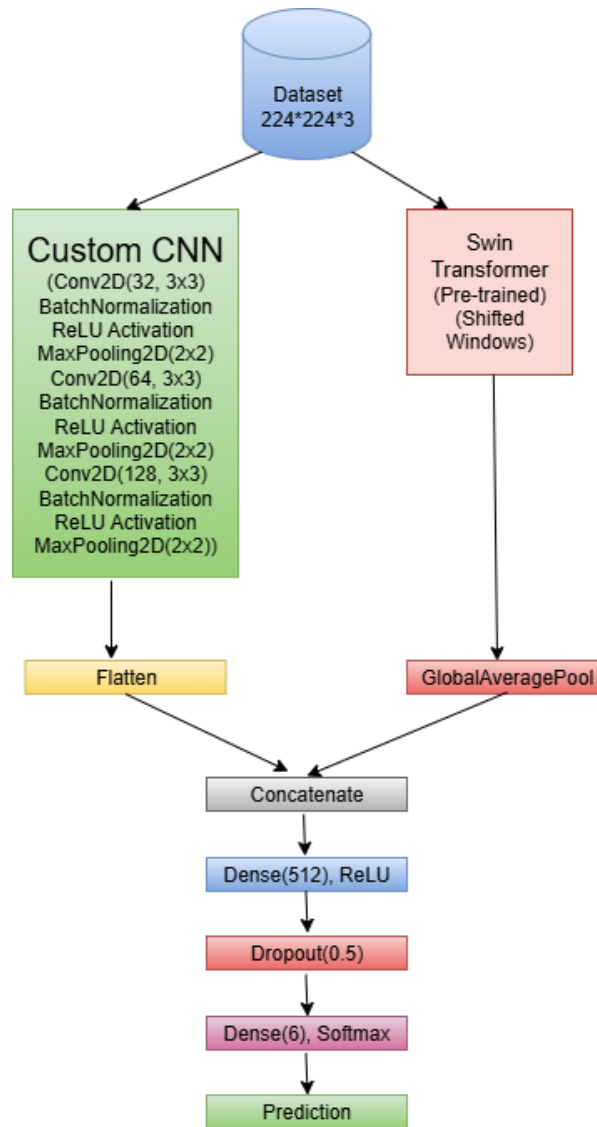 Dataset
224*224*3
Custom CNN
(Conv2D(32, 3x3)
BatchNormalization
ReLU Activation
MaxPooling2D(2x2)
Conv2D(64, 3x3)
BatchNormalization
ReLU Activation
MaxPooling2D(2x2)
Conv2D(128, 3x3)
BatchNormalization
ReLU Activation
MaxPooling2D(2x2))
Swin
Transformer
(Pre-trained)
(Shifted
Windows)
Flatten
GlobalAveragePool
Concatenate
Dense(512), ReLU
Dropout(0.5)
Dense(6), Softmax
Prediction